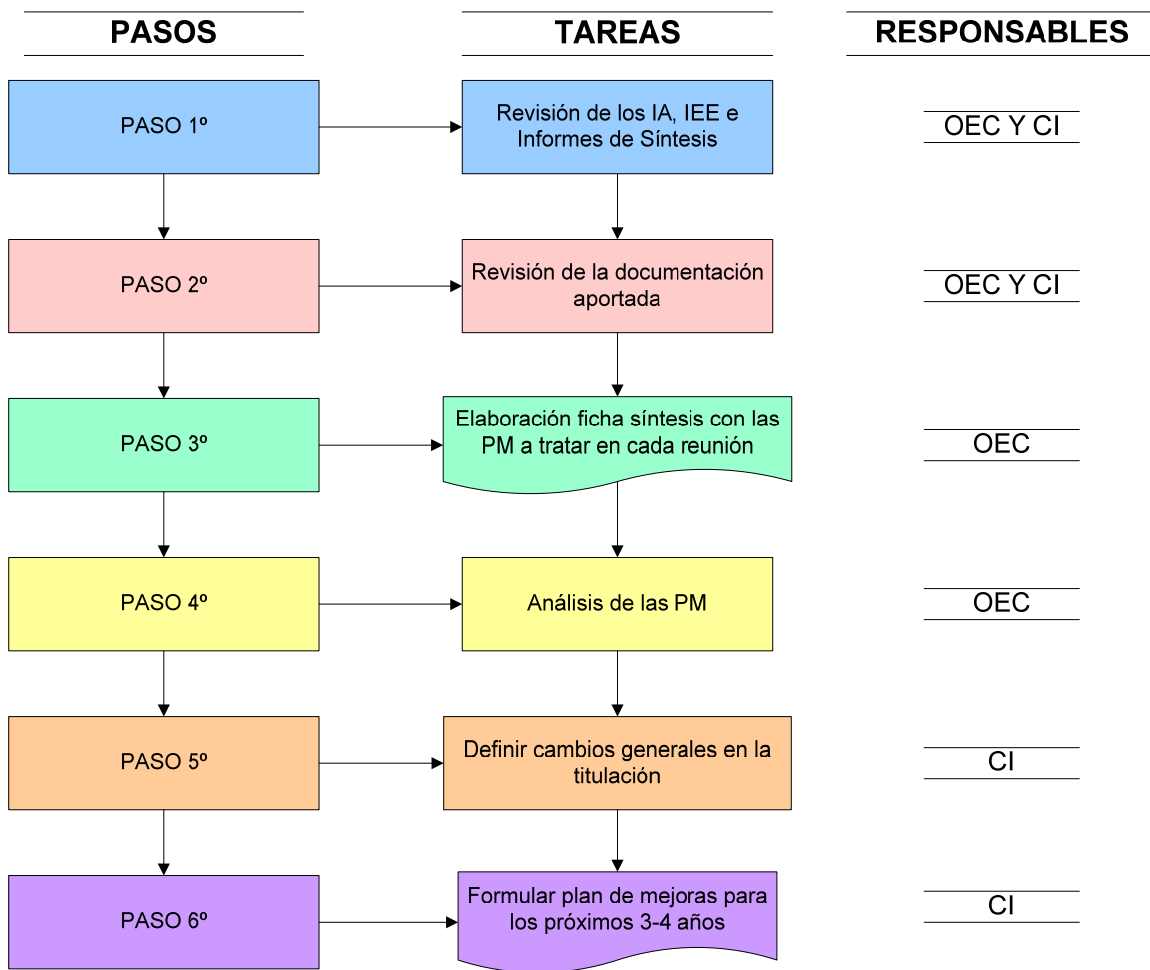 PASOS
TAREAS
RESPONSABLES
PASO 1º
Revisión de los IA, IEE e
Informes de Síntesis
OEC Y CI
PASO 2º
Revisión de la documentación
aportada
OEC Y CI
PASO 3º
Elaboración ficha síntesis con las
PM a tratar en cada reunión
OEC
PASO 4º
Análisis de las PM
OEC
PASO 5º
Definir cambios generales en la
titulación
CI
PASO 6º
Formular plan de mejoras para
los próximos 3-4 años
CI